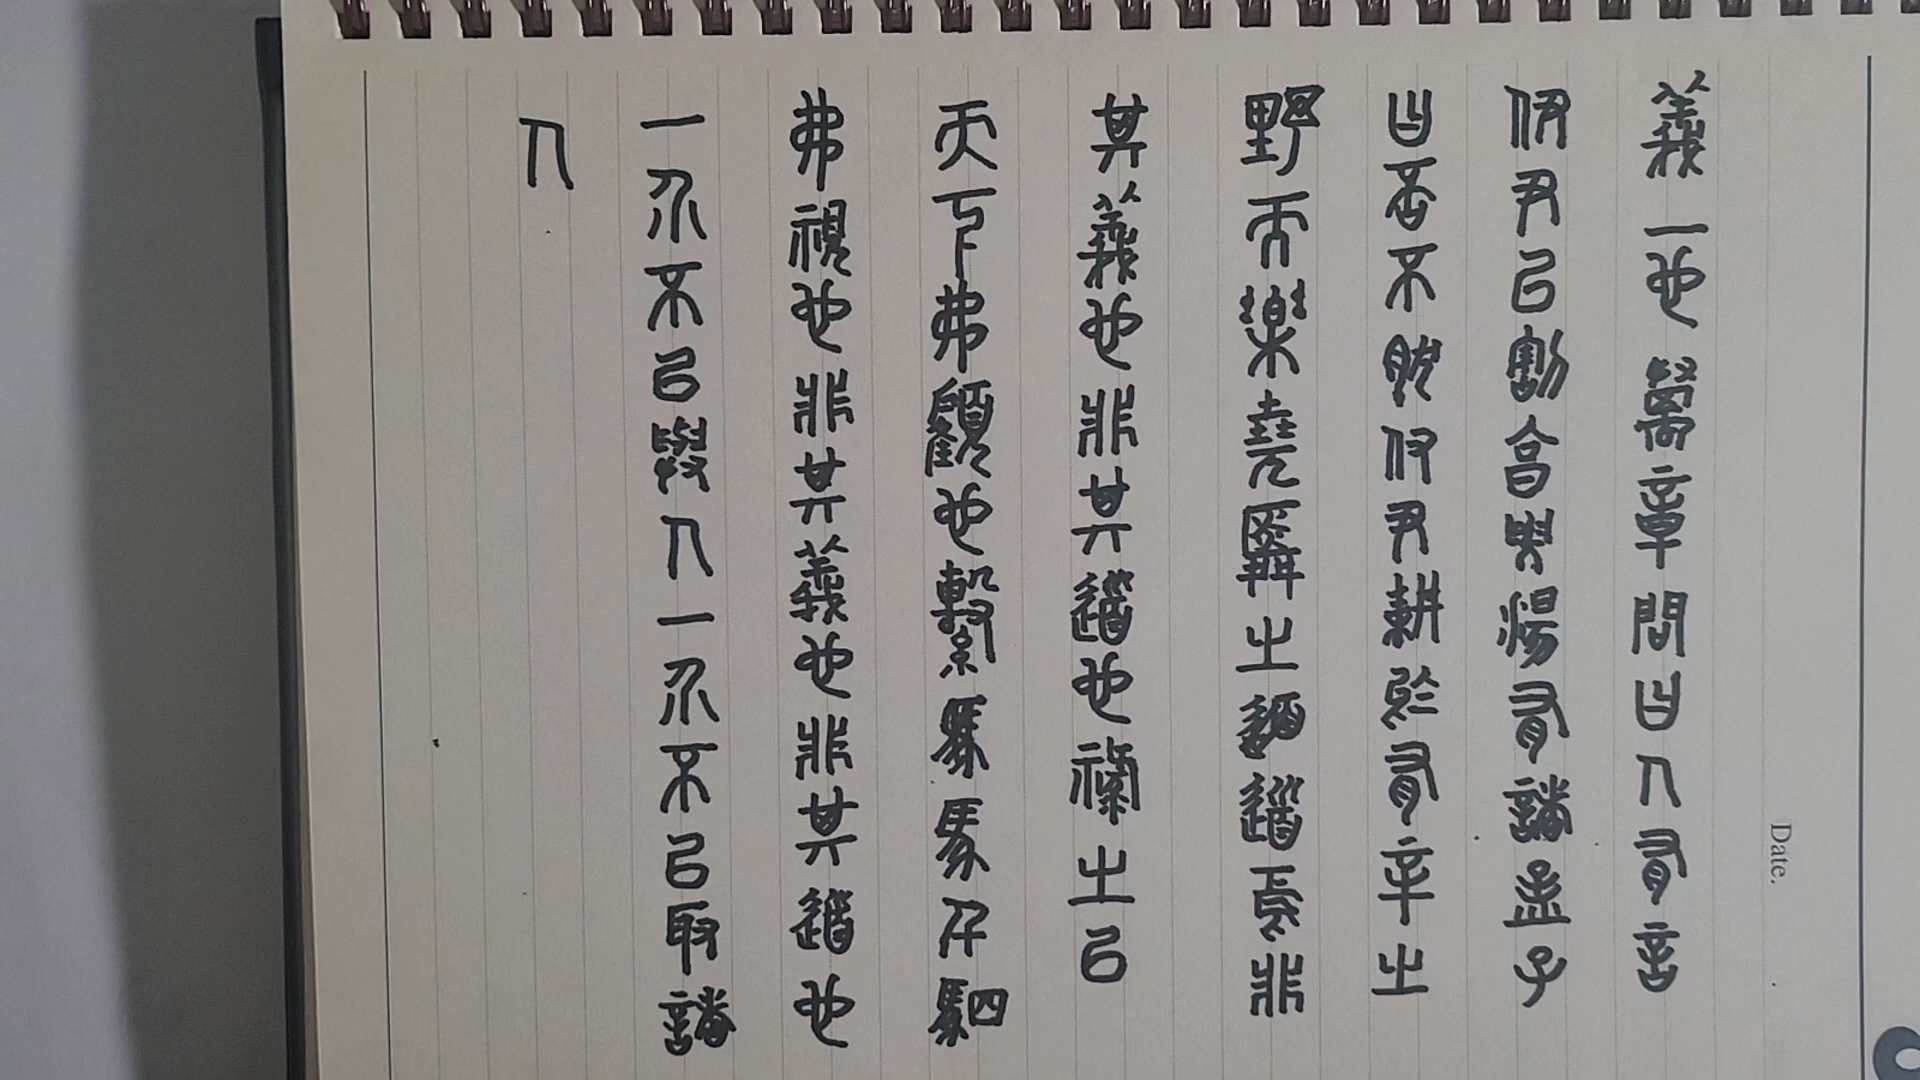 義一也萬章問曰人有言
伊尹以割亯要湯有諸孟子
曰否不然伊尹耕於有辛之
野而樂堯舜之道焉非
其義也非其道也祿之以
天下弗顧也繫馬馬千駟
弗視也非其義也非其道也
一介不以與人一介不以取諸
人
Date.